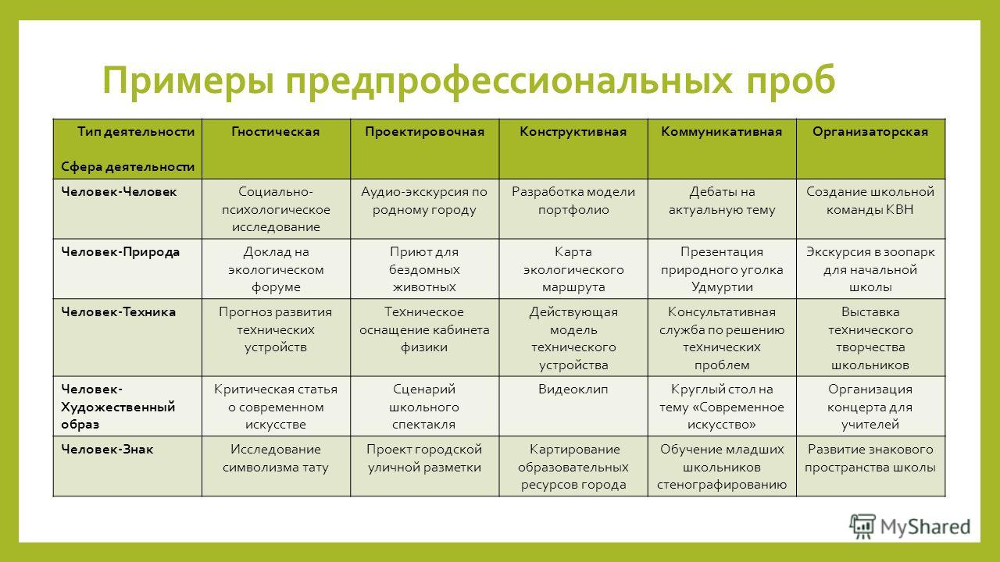 Примеры предпрофессиональных проб
Тип деятельности
Сфера деятельности
Гностическая
Проектировочная
Конструктивная
Коммуникативная
Организаторская
Человек-Человек
Социально-
психологическое
исследование
Аудио-экскурсия по
родному городу
Разработка модели
портфолио
Дебаты на
актуальную тему
Создание школьной
команды КВН
Человек-Природа
Доклад на
экологическом
форуме
Приют для
бездомных
животных
Карта
экологического
маршрута
Презентация
природного уголка
Удмуртии
Экскурсия в зоопарк
для начальной
школы
Человек-Техника
Прогноз развития
технических
устройств
Техническое
оснащение кабинета
физики
Действующая
модель
технического
устройства
Консультативная
служба по решению
технических
проблем
Выставка
технического
творчества
школьников
Человек-
Художественный
образ
Критическая статья
о современном
искусстве
Сценарий
школьного
спектакля
Видеоклип
Круглый стол на
тему «Современное
искусство»
Организация
концерта для
учителей
Человек-Знак
Исследование
символизма тату
Проект городской
уличной разметки
Картирование
образовательных
ресурсов города
Обучение младших
школьников
стенографированию
Развитие знакового
пространства школы
MyShared